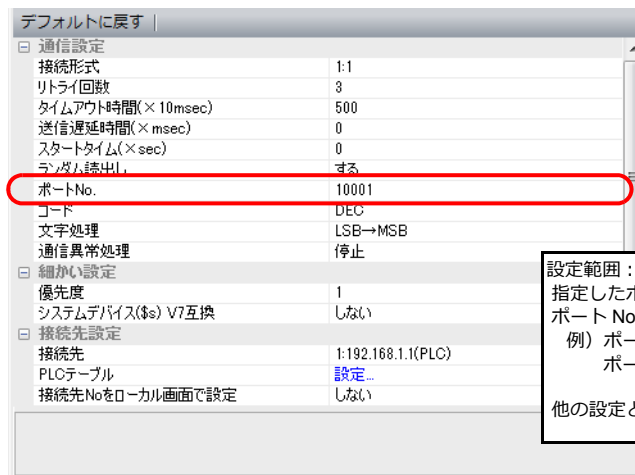 デフォルトに戻す
通信設定
接続形式 1:1
リトライ回数 3
タイムアウト時間(×10msec) 500
送信遅延時間(×msec) 0
スタートタイム(×sec) 0
ランダム読出し する
ポートNo. 10001
コード DEC
文字処理 LSB→MSB
通信異常処理 停止
細かい設定
優先度 1
システムデバイス($s) V7互換 しない
接続先設定
接続先 1:192.168.1.1(PLC)
PLCテーブル 設定...
接続先Noをローカル画面で設定 しない
設定範囲：
指定したポ
ポート No
例）ポー
ポー
他の設定と